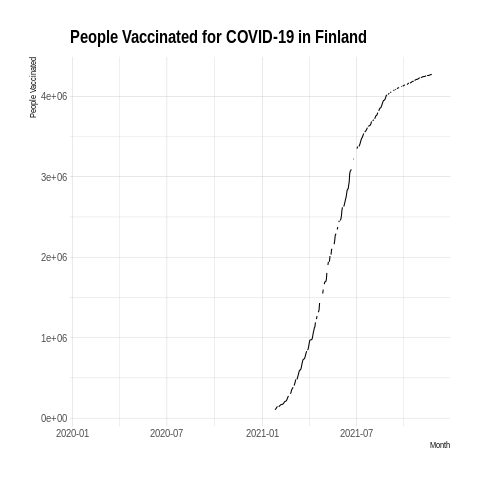 People Vaccinated for COVID-19 in Finland
People Vaccinated
4e+06
3e+06
2e+06
1e+06
0e+00
2020-01 2020-07 2021-01 2021-07
Month